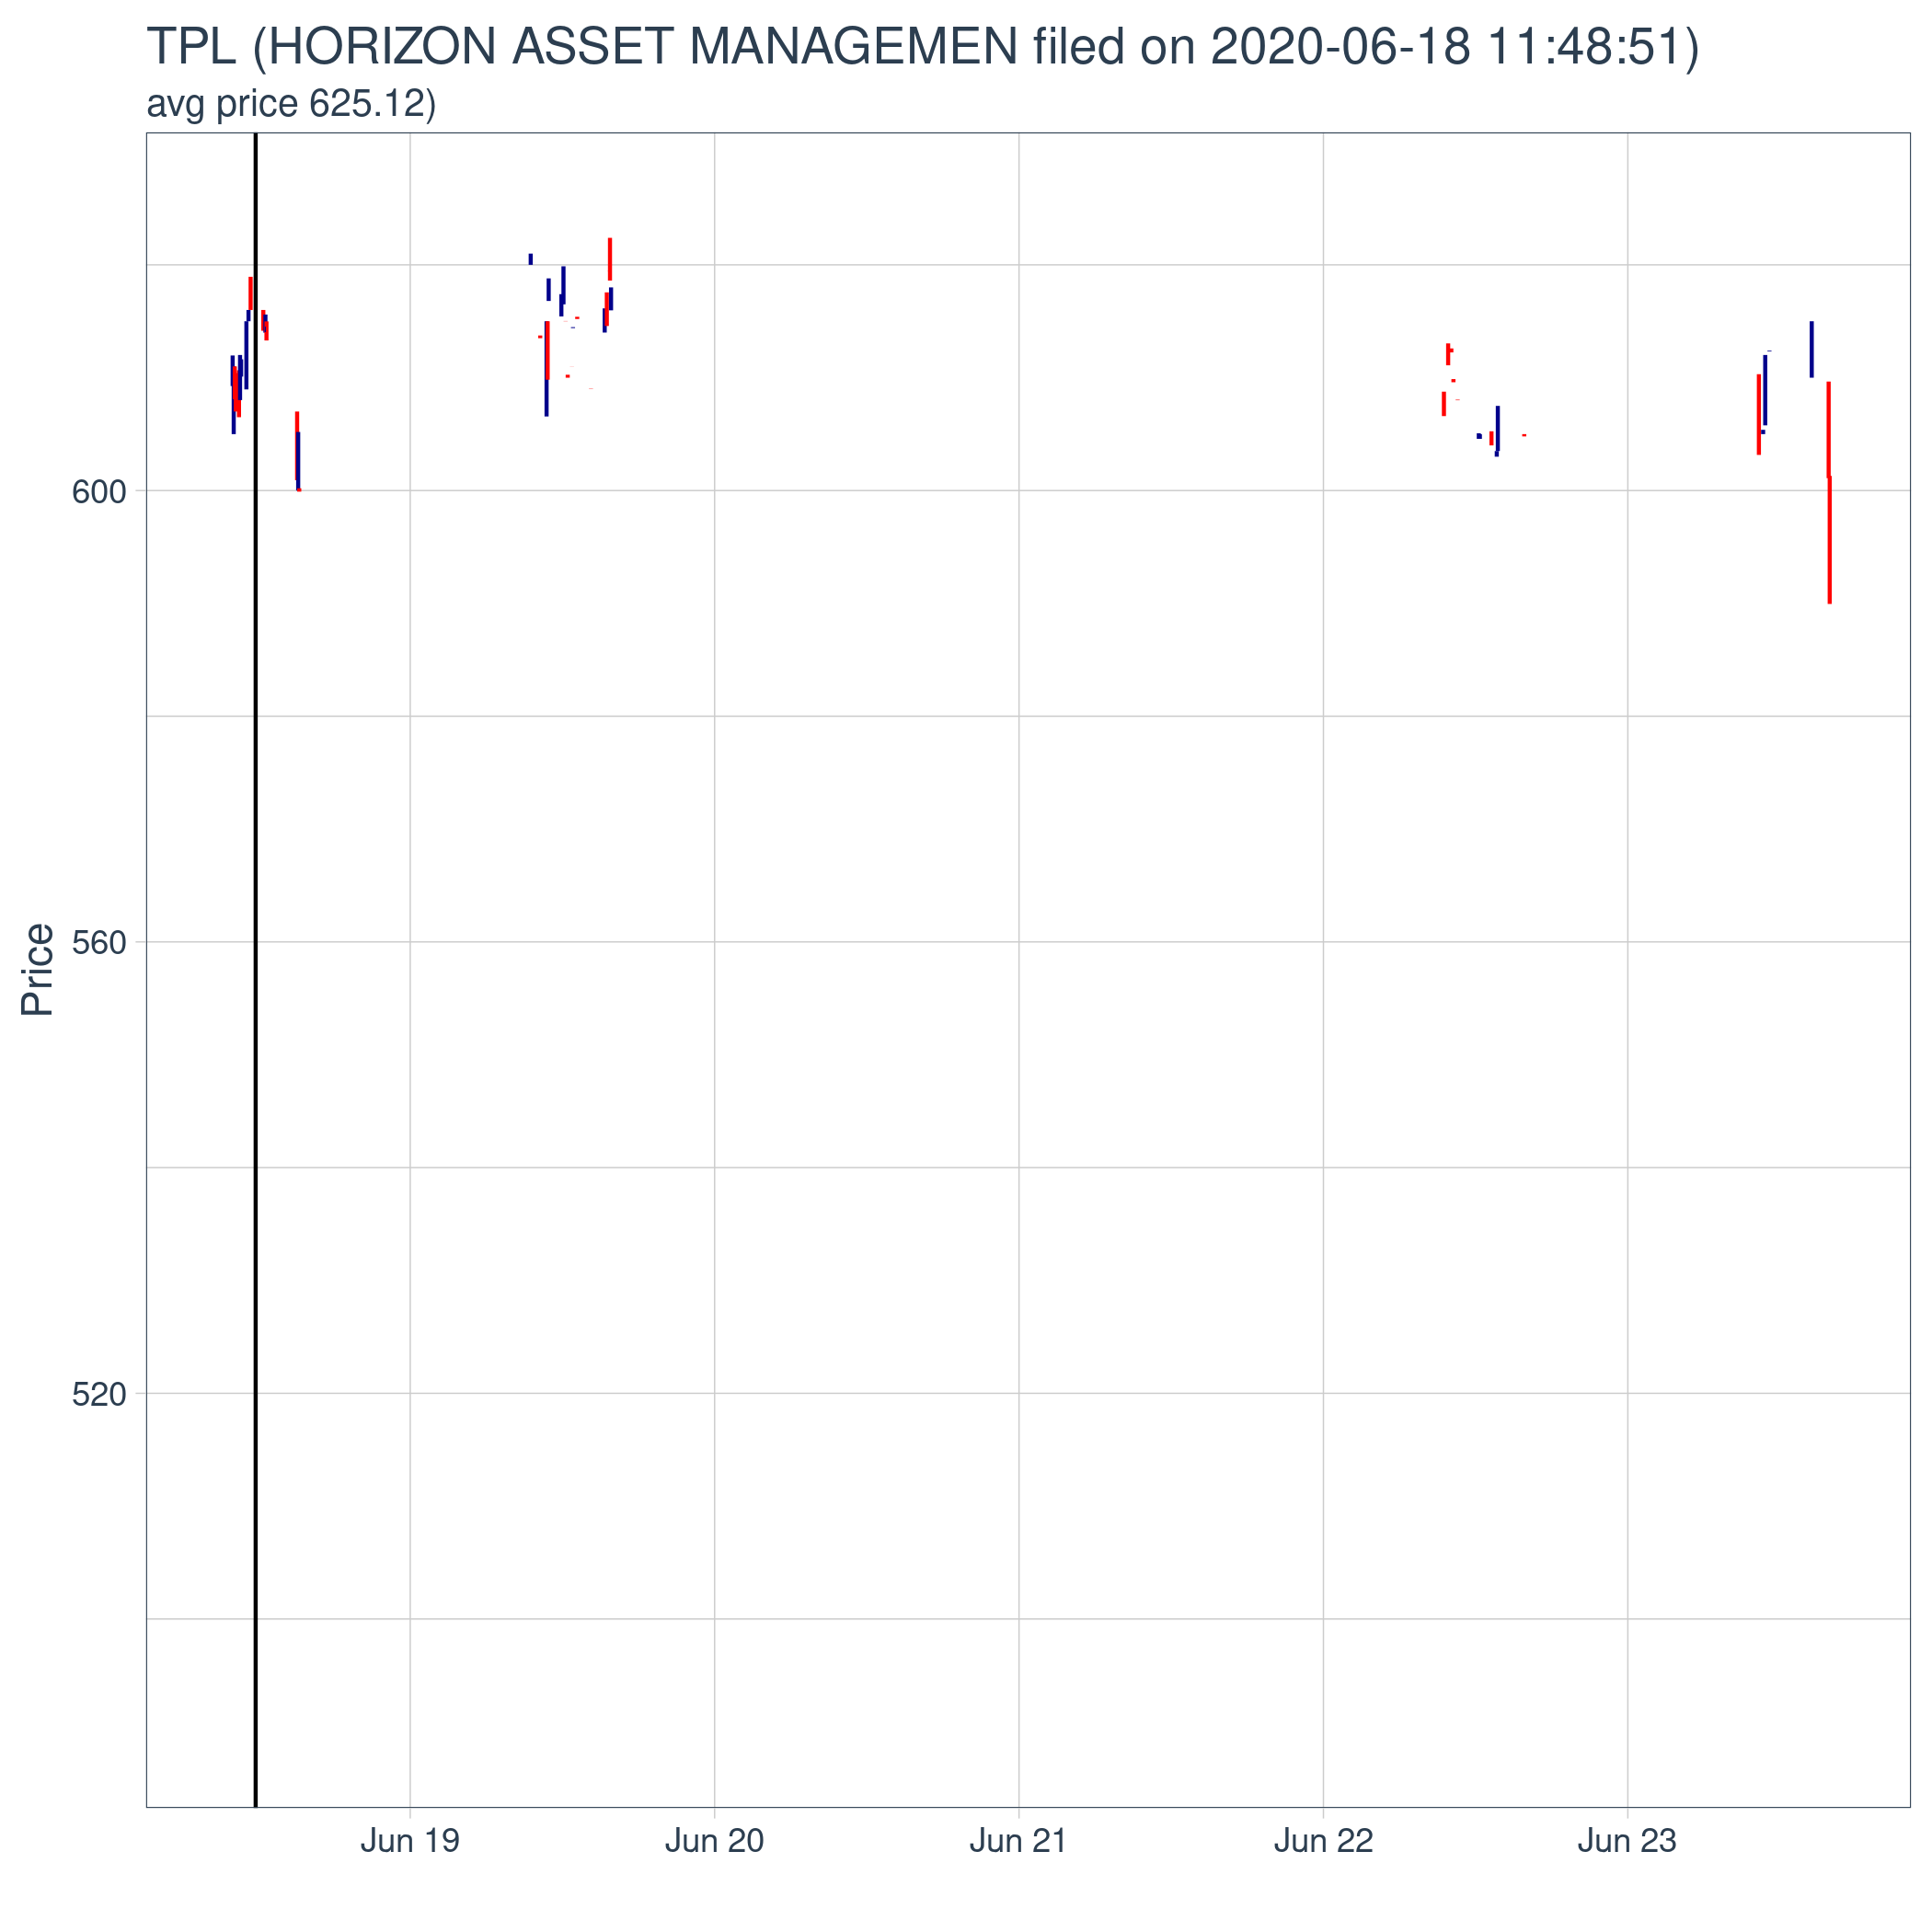 TPL (HORIZON ASSET MANAGEMEN filed on 2020-06-18 11:48:51)
avg price 625.12)
600
560
520
Price
Jun 19 Jun 20 Jun 21 Jun 22 Jun 23